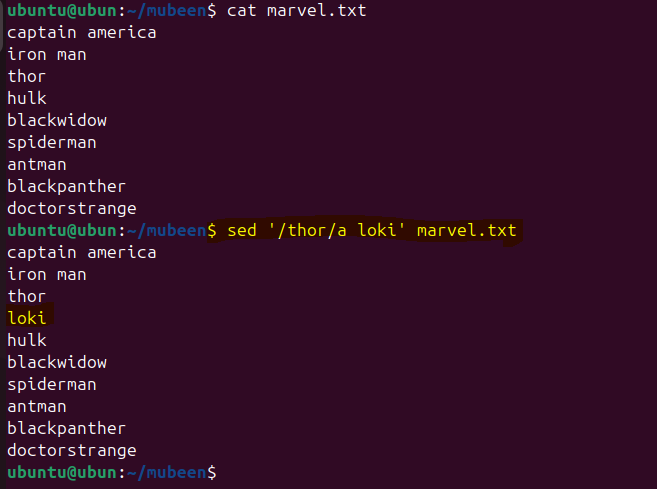 ubuntu@ubun:~/mubeen$ cat marvel.txt
captain america
iron man
thor
hulk
blackwidow
spiderman
antman
blackpanther
doctorstrange
ubuntu@ubun:~/mubeen$ sed '/thor/a loki' marvel.txt
captain america
iron man
thor
loki
hulk
blackwidow
spiderman
antman
blackpanther
doctorstrange
ubuntu@ubun:~/mubeen$